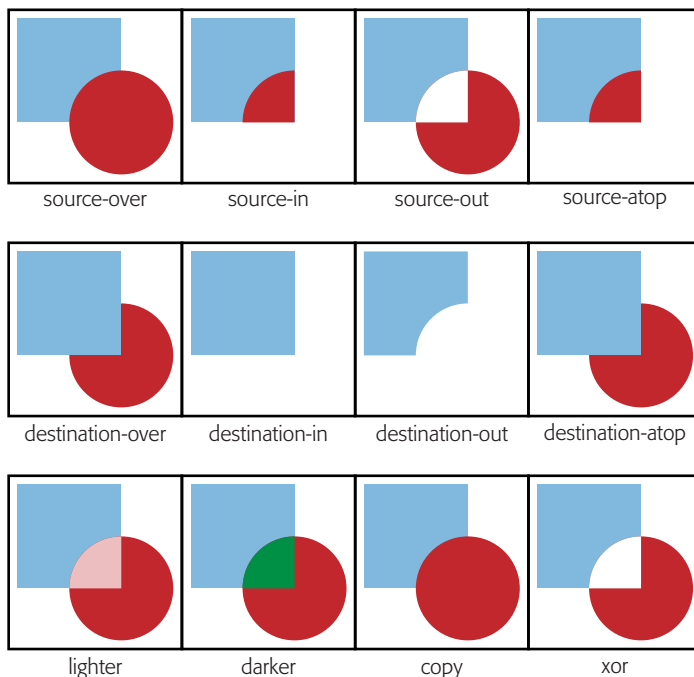 source-over source-in source-out source-atop
destination-over destination-in destination-out destination-atop
lighter darker copy xor